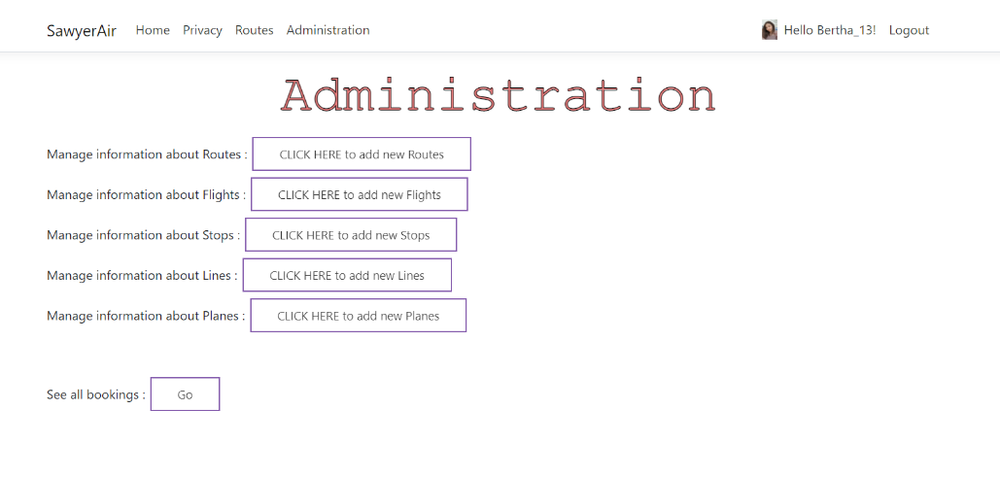 SawyerAir Home Privacy Routes Administration Hello Bertha_13! Logout
Administration
Manage information about Routes : CLICK HERE to add new Routes
Manage information about Flights : CLICK HERE to add new Flights
Manage information about Stops : CLICK HERE to add new Stops
Manage information about Lines : CLICK HERE to add new Lines
Manage information about Planes : CLICK HERE to add new Planes
See all bookings : Go